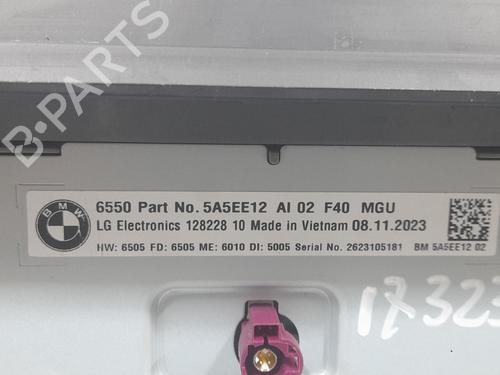 B-PARTS
BMW
6550 Part No. 5A5EE12 AI 02 F40 MGU
LG Electronics 128228 10 Made in Vietnam 08.11.2023
HW: 6505 FD: 6505 ME: 6010 DI: 5005 Serial No. 2623105181 BM 5A5EE12 02
17323